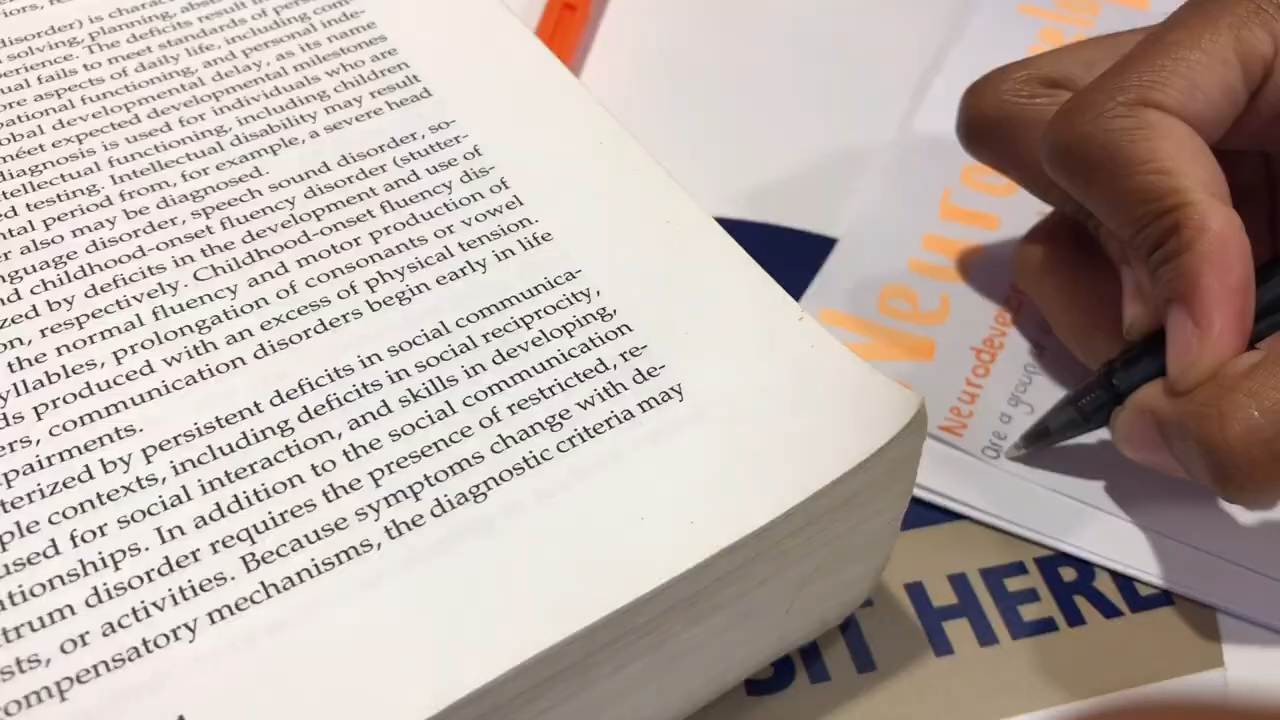 disorder) is charac
solving, planning, abst
erience. The deficits result in
ual fails to meet standards of perso
ore aspects of daily life, including com
pational functioning, and personal inde-
obal developmental delay, as its name
meet expected developmental milestones
diagnosis is used for individuals who are
ntellectual functioning, including children
ed testing. Intellectual disability may result
ntal period from, for example, a severe head
er also may be diagnosed.
nguage disorder, speech sound disorder, so-
nd childhood-onset fluency disorder (stutter-
zed by deficits in the development and use of
on, respectively. Childhood-onset fluency dis-
the normal fluency and motor production of
yllables, prolongation of consonants or vowel
ds produced with an excess of physical tension.
ers, communication disorders begin early in life
pairments.
terized by persistent deficits in social communica-
ple contexts, including deficits in social reciprocity,
used for social interaction, and skills in developing,
ationships. In addition to the social communication
trum disorder requires the presence of restricted, re-
sts, or activities. Because symptoms change with de-
compensatory mechanisms, the diagnostic criteria may
Neurodevelop
Neurodeve
are a group
SIT HERE